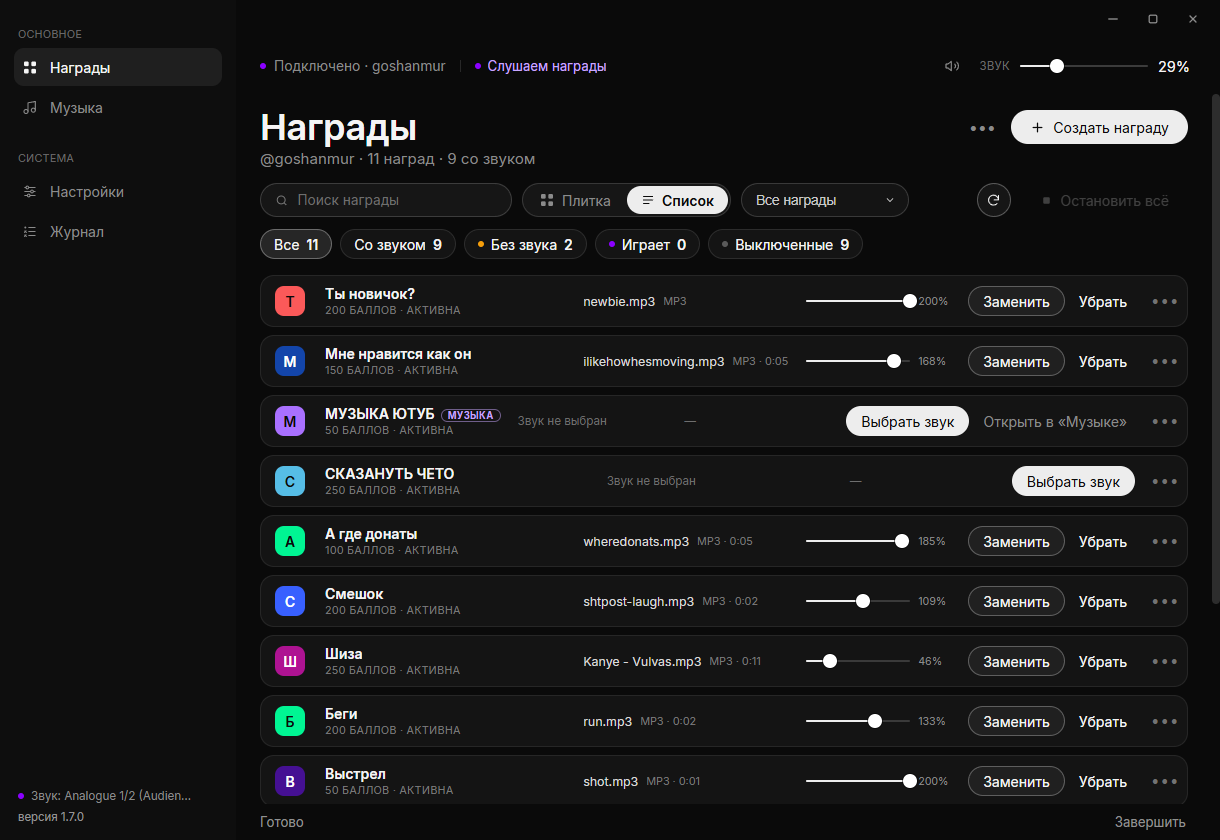 ОСНОВНОЕ
Награды
Музыка
СИСТЕМА
Настройки
Журнал
Звук: Analogue 1/2 (Audien...
версия 1.7.0
Подключено · goshanmur
Слушаем награды
ЗВУК
29%
Награды
@goshanmur · 11 наград · 9 со звуком
Создать награду
Поиск награды
Плитка
Список
Все награды
Остановить всё
Все 11
Со звуком 9
Без звука 2
Играет 0
Выключенные 9
Т
Ты новичок?
200 БАЛЛОВ · АКТИВНА
newbie.mp3 MP3
200%
Заменить
Убрать
М
Мне нравится как он
150 БАЛЛОВ · АКТИВНА
ilikehowhesmoving.mp3 MP3 · 0:05
168%
Заменить
Убрать
М
МУЗЫКА ЮТУБ МУЗЫКА
50 БАЛЛОВ · АКТИВНА
Звук не выбран
—
Выбрать звук
Открыть в «Музыке»
С
СКАЗАНУТЬ ЧЕТО
250 БАЛЛОВ · АКТИВНА
Звук не выбран
—
Выбрать звук
А
А где донаты
100 БАЛЛОВ · АКТИВНА
wheredonats.mp3 MP3 · 0:05
185%
Заменить
Убрать
С
Смешок
200 БАЛЛОВ · АКТИВНА
shtpost-laugh.mp3 MP3 · 0:02
109%
Заменить
Убрать
Ш
Шиза
250 БАЛЛОВ · АКТИВНА
Kanye - Vulvas.mp3 MP3 · 0:11
46%
Заменить
Убрать
Б
Беги
200 БАЛЛОВ · АКТИВНА
run.mp3 MP3 · 0:02
133%
Заменить
Убрать
В
Выстрел
50 БАЛЛОВ · АКТИВНА
shot.mp3 MP3 · 0:01
200%
Заменить
Убрать
Готово
Завершить